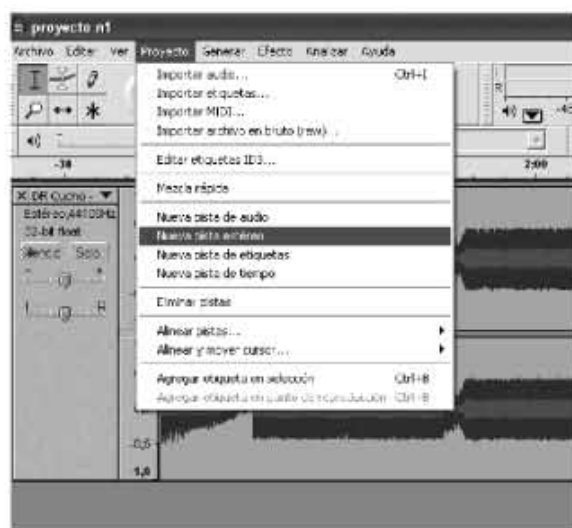 proyecto n1
Archivo Editar Ver Proyecto Generar Efecto Analizar Ayuda
Importar audio... Ctrl+I
Importar etiquetas...
Importar MIDI...
Importar archivo en bruto (raw)...
Editar etiquetas ID3...
Mezcla rápida
Nueva pista de audio
Nueva pista estéreo
Nueva pista de etiquetas
Nueva pista de tiempo
Eliminar pistas
Alinear pistas...
Alinear y mover cursor...
Agregar etiqueta en selección Ctrl+B
Agregar etiqueta en punto de reproducción
R
-30 2:00
X DR Cucho -
Estéreo,44100Hz
32-bit float
Silencio Solo
- +
L R
-0,5
1,0